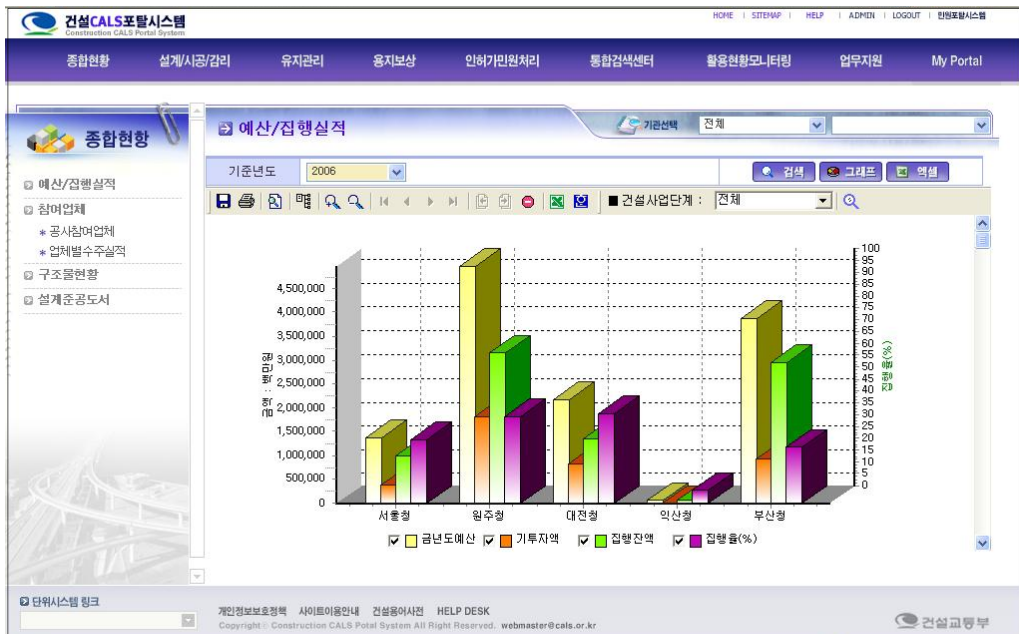 건설CALS포탈시스템
Construction CALS Portal System
HOME | SITEMAP | HELP | ADMIN | LOGOUT | 민원포탈시스템
종합현황 설계/시공/감리 유지관리 용지보상 인허가민원처리 통합검색센터 활용현황모니터링 업무지원 My Portal
종합현항
예산/집행실적
참여업체
* 공사참여업체
* 업체별수주실적
구조물현황
설계준공도서
예산/집행실적
기관선택 전체
기준년도 2006
검색 그래프 엑셀
■ 건설사업단계 : 전체
금액 : 백만원
4,500,000
4,000,000
3,500,000
3,000,000
2,500,000
2,000,000
1,500,000
1,000,000
500,000
0
100
95
90
85
80
75
70
65
60
55
50
45
40
35
30
25
20
15
10
5
0
집행율(%)
서울청 원주청 대전청 익산청 부산청
금년도예산 기투자액 집행잔액 집행율(%)
단위시스템 링크
개인정보보호정책 사이트이용안내 건설용어사전 HELP DESK
Copyright © Construction CALS Potal System All Right Reserved. webmaster@cals.or.kr
건설교통부